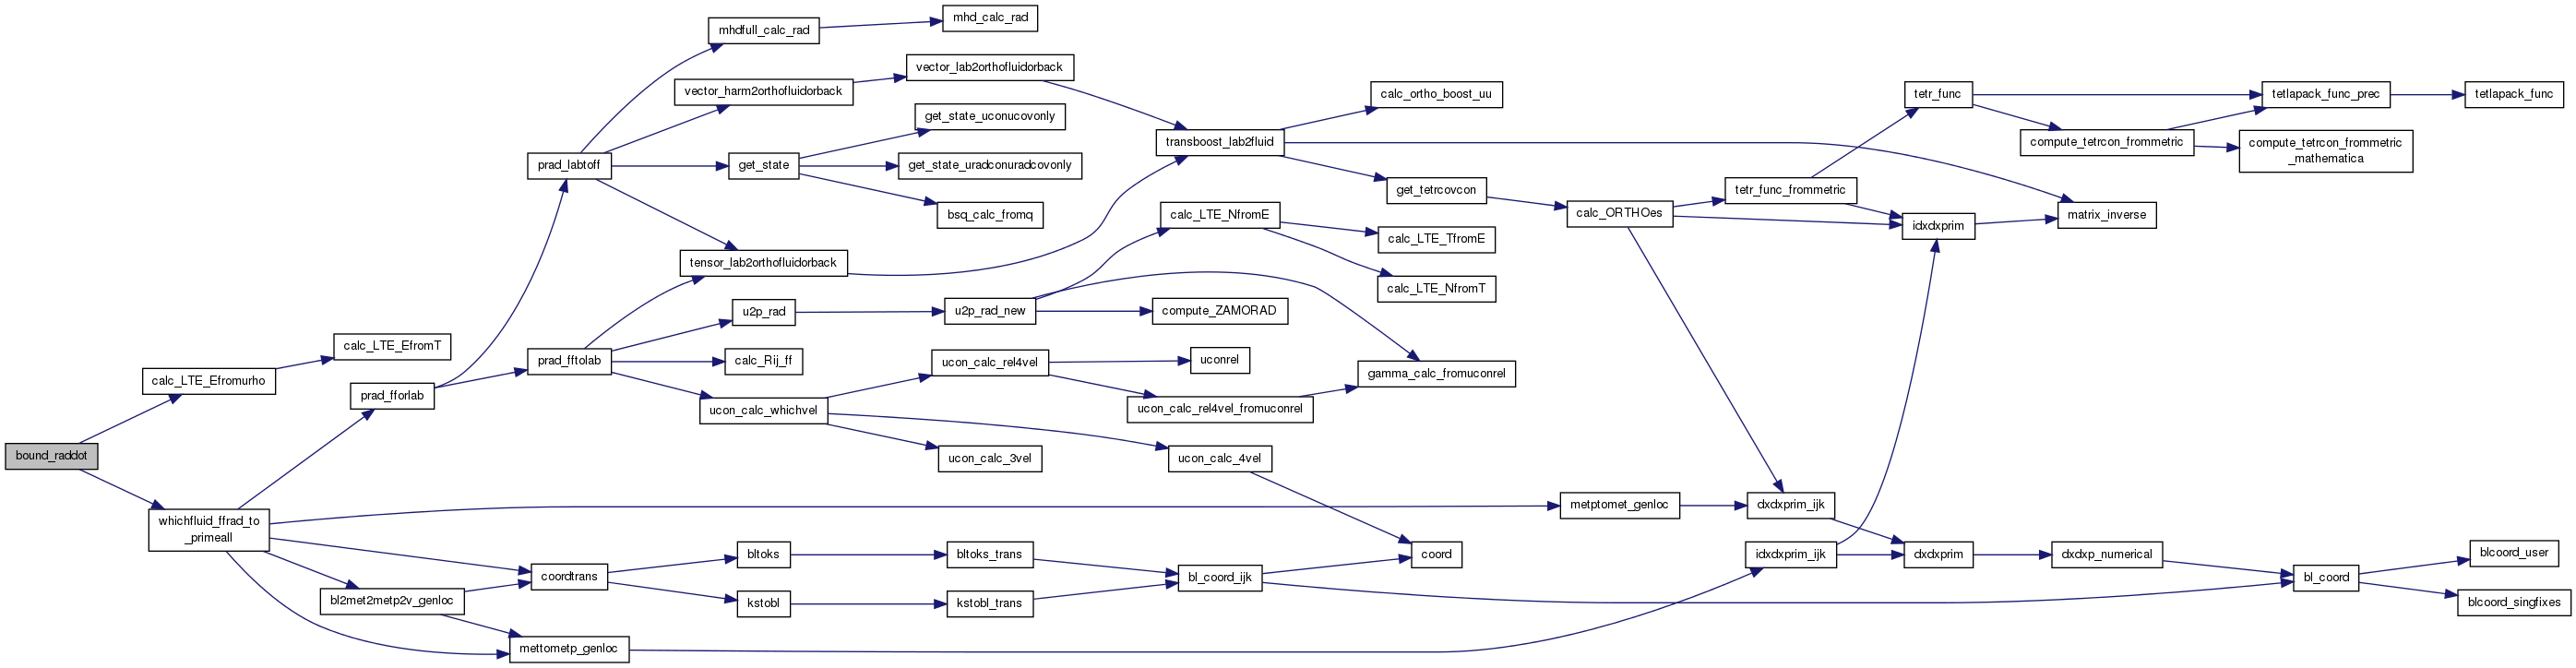 bound_raddot
calc_LTE_Efromurho
calc_LTE_EfromT
whichfluid_ffrad_to
_primeall
prad_fforlab
bl2met2metp2v_genloc
prad_labtoff
prad_fftolab
coordtrans
mettometp_genloc
mhdfull_calc_rad
mhd_calc_rad
vector_harm2orthofluidorback
vector_lab2orthofluidorback
get_state
get_state_uconucovonly
get_state_uradconuradcovonly
bsq_calc_fromq
tensor_lab2orthofluidorback
u2p_rad
u2p_rad_new
calc_Rij_ff
ucon_calc_whichvel
ucon_calc_rel4vel
ucon_calc_3vel
bltoks
kstobl
bltoks_trans
kstobl_trans
transboost_lab2fluid
calc_LTE_NfromE
compute_ZAMORAD
uconrel
ucon_calc_rel4vel_fromuconrel
ucon_calc_4vel
bl_coord_ijk
calc_ortho_boost_uu
get_tetrcovcon
calc_LTE_TfromE
calc_LTE_NfromT
gamma_calc_fromuconrel
coord
calc_ORTHOes
metptomet_genloc
tetr_func_frommetric
dxdxprim_ijk
idxdxprim_ijk
tetr_func
idxdxprim
dxdxprim
compute_tetrcon_frommetric
matrix_inverse
dxdxp_numerical
tetlapack_func_prec
compute_tetrcon_frommetric
_mathematica
bl_coord
tetlapack_func
blcoord_user
blcoord_singfixes